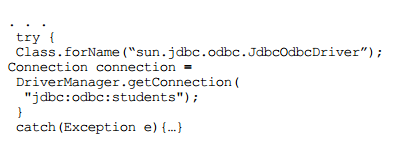 . . .
try {
Class.forName(“sun.jdbc.odbc.JdbcOdbcDriver”);
Connection connection =
DriverManager.getConnection(
"jdbc:odbc:students");
}
catch(Exception e){…}